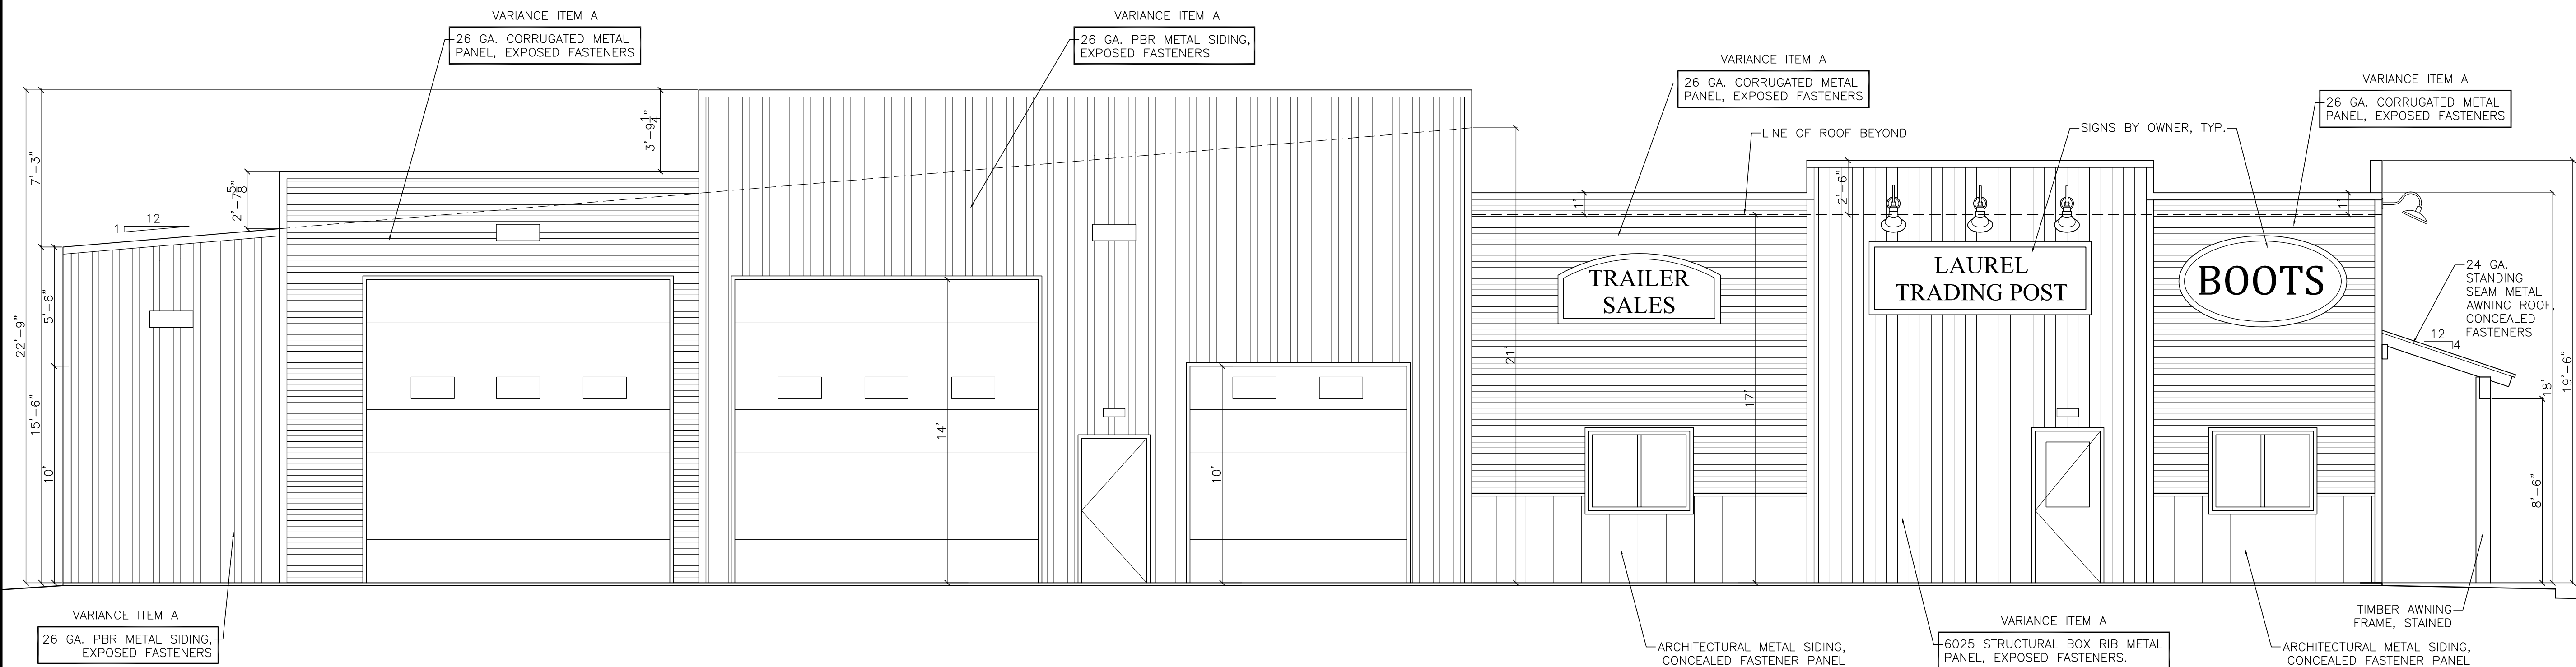 VARIANCE ITEM A
26 GA. CORRUGATED METAL
PANEL, EXPOSED FASTENERS
VARIANCE ITEM A
26 GA. PBR METAL SIDING,
EXPOSED FASTENERS
VARIANCE ITEM A
26 GA. CORRUGATED METAL
PANEL, EXPOSED FASTENERS
VARIANCE ITEM A
26 GA. CORRUGATED METAL
PANEL, EXPOSED FASTENERS
LINE OF ROOF BEYOND
SIGNS BY OWNER, TYP.
7'-3"
22'-9"
15'-6"
5'-6"
10'
12
1
2'-7 5/8"
3'-9 1/4"
14'
10'
21'
17'
1'
2'-6"
1'
TRAILER
SALES
LAUREL
TRADING POST
BOOTS
24 GA.
STANDING
SEAM METAL
AWNING ROOF,
CONCEALED
FASTENERS
12
4
8'-6"
18'
19'-6"
VARIANCE ITEM A
26 GA. PBR METAL SIDING,
EXPOSED FASTENERS
ARCHITECTURAL METAL SIDING,
CONCEALED FASTENER PANEL
VARIANCE ITEM A
6025 STRUCTURAL BOX RIB METAL
PANEL, EXPOSED FASTENERS.
TIMBER AWNING
FRAME, STAINED
ARCHITECTURAL METAL SIDING,
CONCEALED FASTENER PANEL